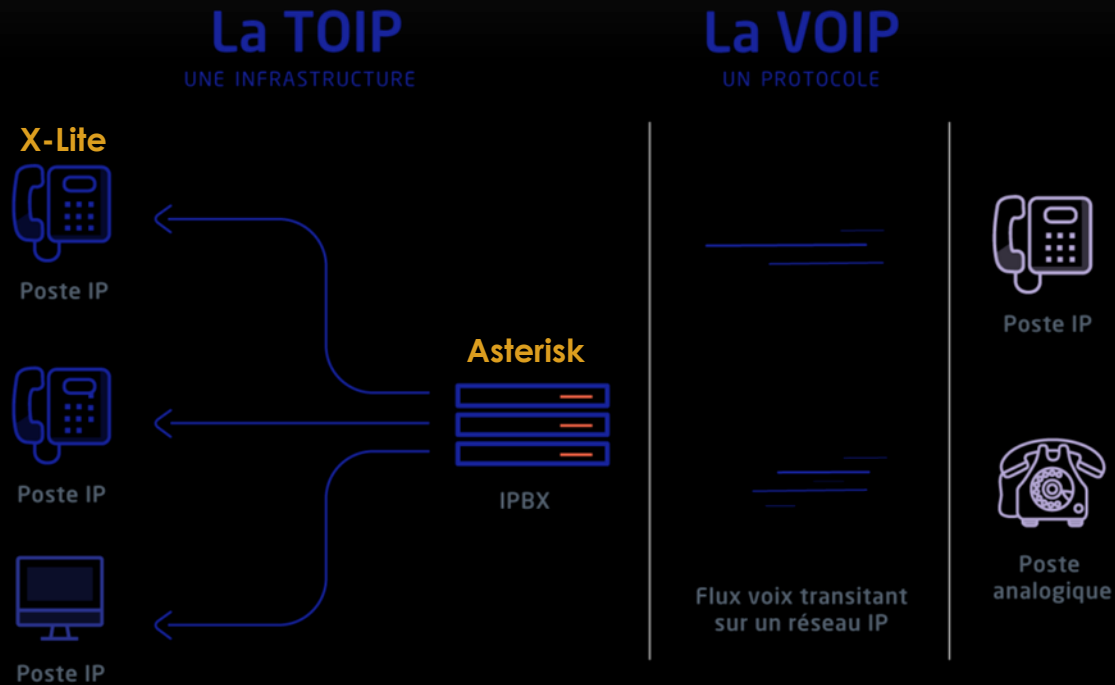 La TOIP
UNE INFRASTRUCTURE
La VOIP
UN PROTOCOLE
X-Lite
Poste IP
Poste IP
Poste IP
Asterisk
IPBX
Flux voix transitant
sur un réseau IP
Poste IP
Poste
analogique